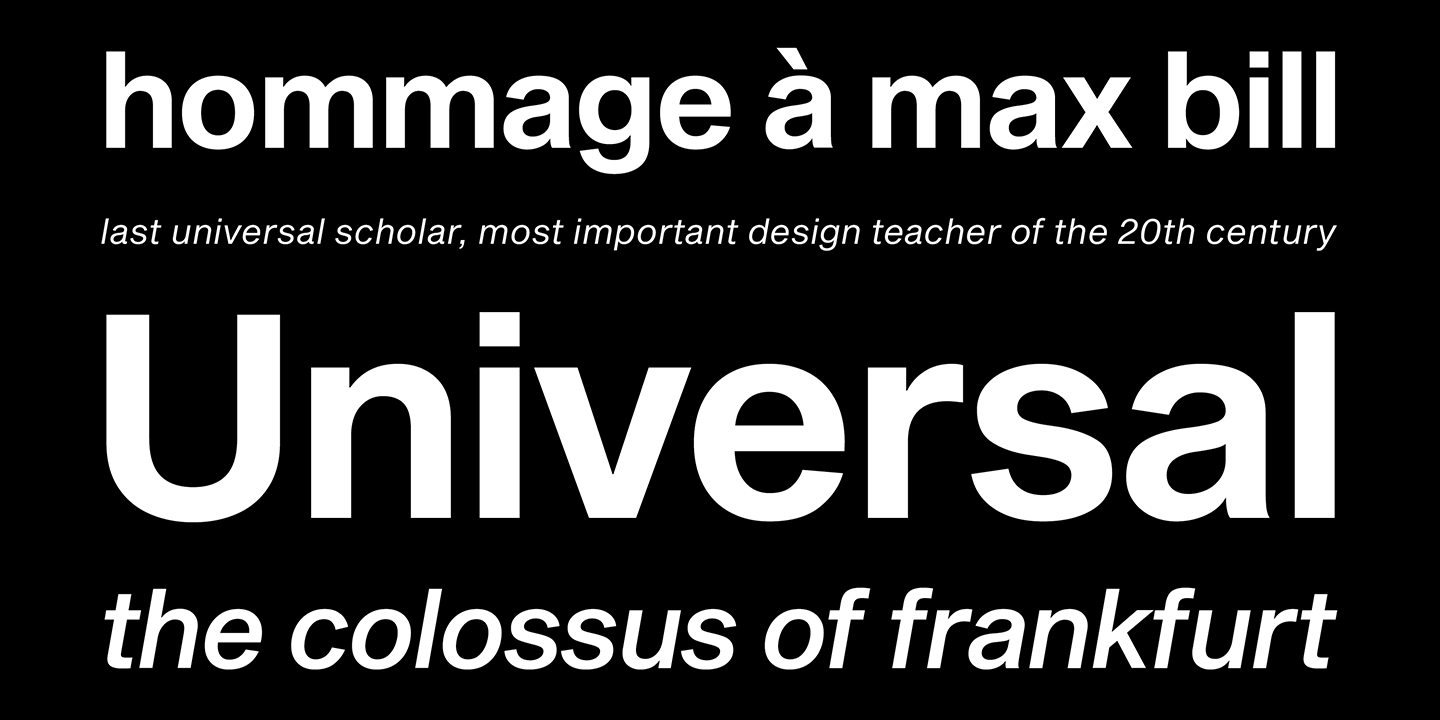 hommage à max bill
last universal scholar, most important design teacher of the 20th century
Universal
the colossus of frankfurt